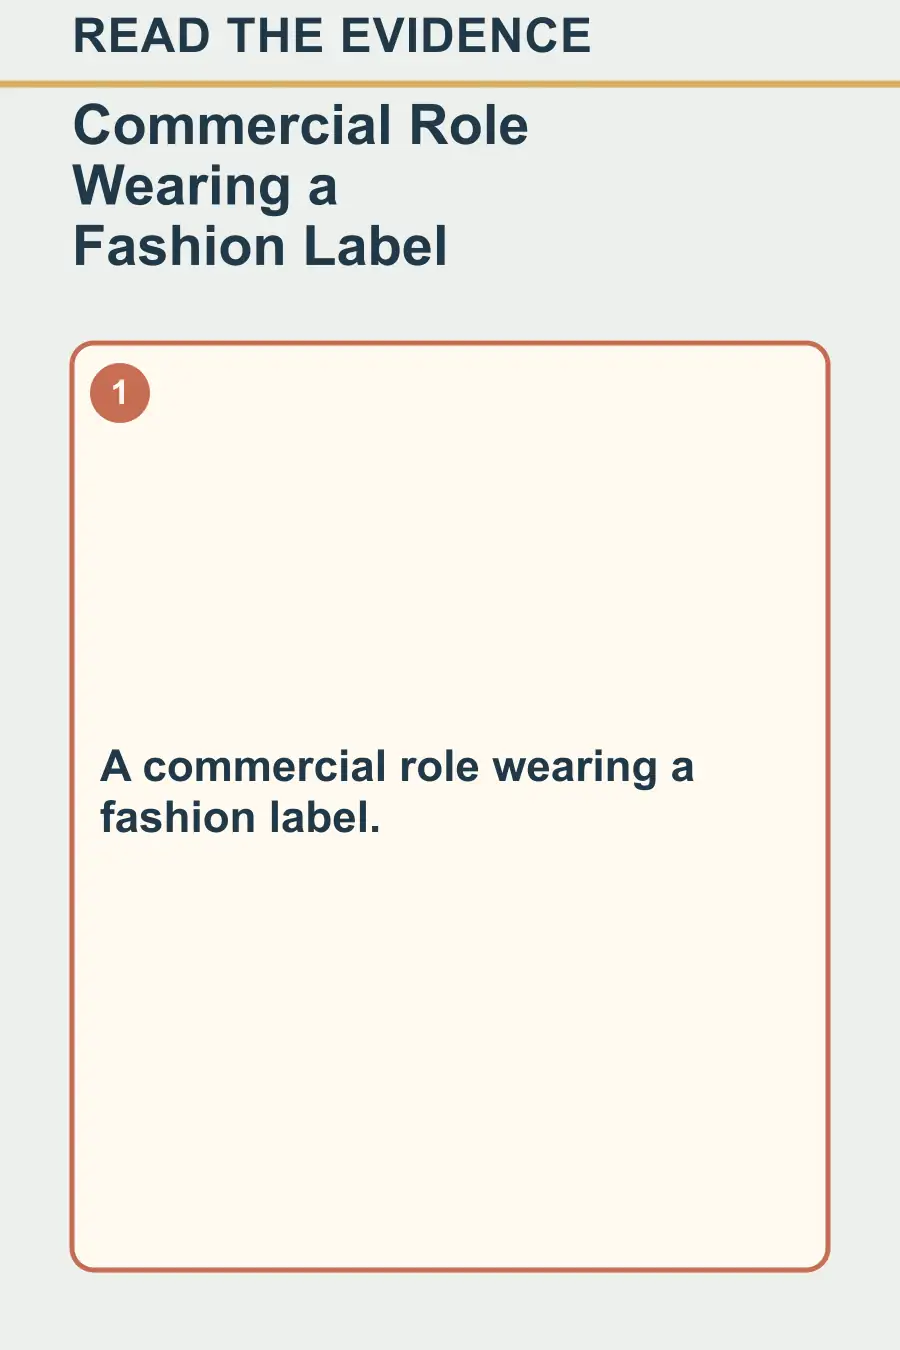 READ THE EVIDENCE
Commercial Role
Wearing a
Fashion Label
1
A commercial role wearing a
fashion label.